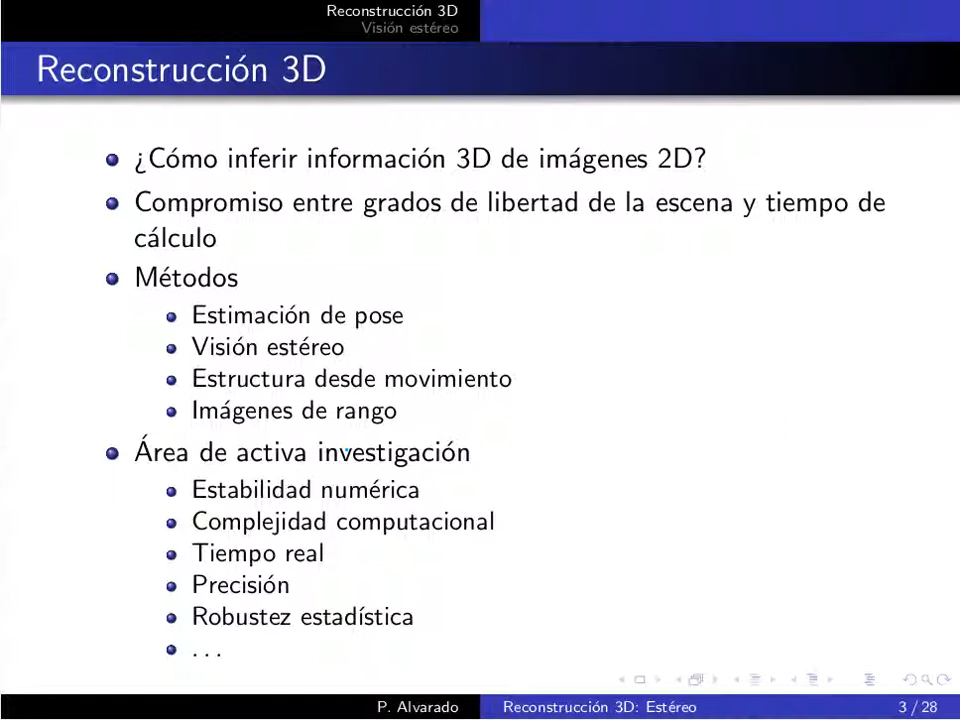 Reconstrucción 3D
Visión estéreo
Reconstrucción 3D
¿Cómo inferir información 3D de imágenes 2D?
Compromiso entre grados de libertad de la escena y tiempo de
cálculo
Métodos
Estimación de pose
Visión estéreo
Estructura desde movimiento
Imágenes de rango
Área de activa investigación
Estabilidad numérica
Complejidad computacional
Tiempo real
Precisión
Robustez estadística
...
P. Alvarado
Reconstrucción 3D: Estéreo
3 / 28